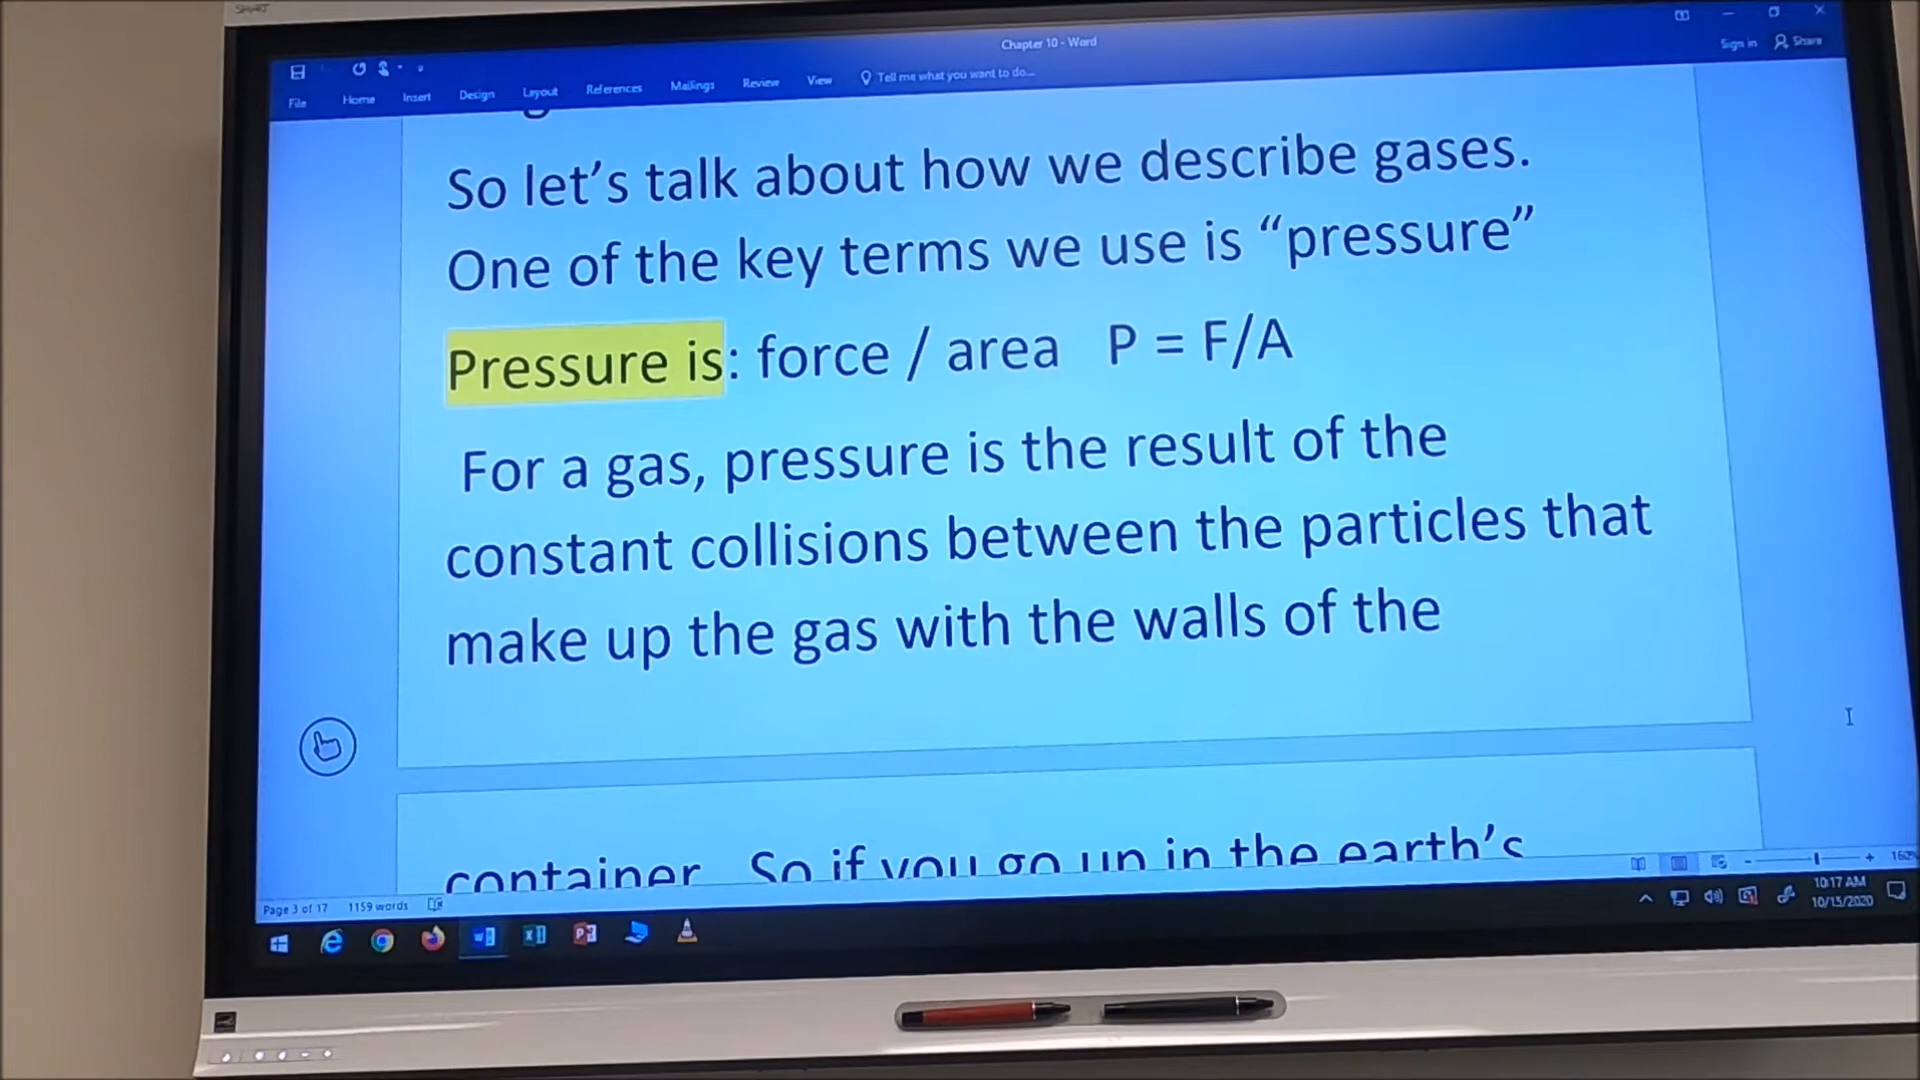 SMART
Chapter 10 - Word
Sign in Share
File Home Insert Design Layout References Mailings Review View Tell me what you want to do...
So let’s talk about how we describe gases.
One of the key terms we use is “pressure”
Pressure is: force / area P = F/A
For a gas, pressure is the result of the
constant collisions between the particles that
make up the gas with the walls of the
container. So if you go up in the earth’s
Page 3 of 17 1159 words
10:17 AM
10/15/2020